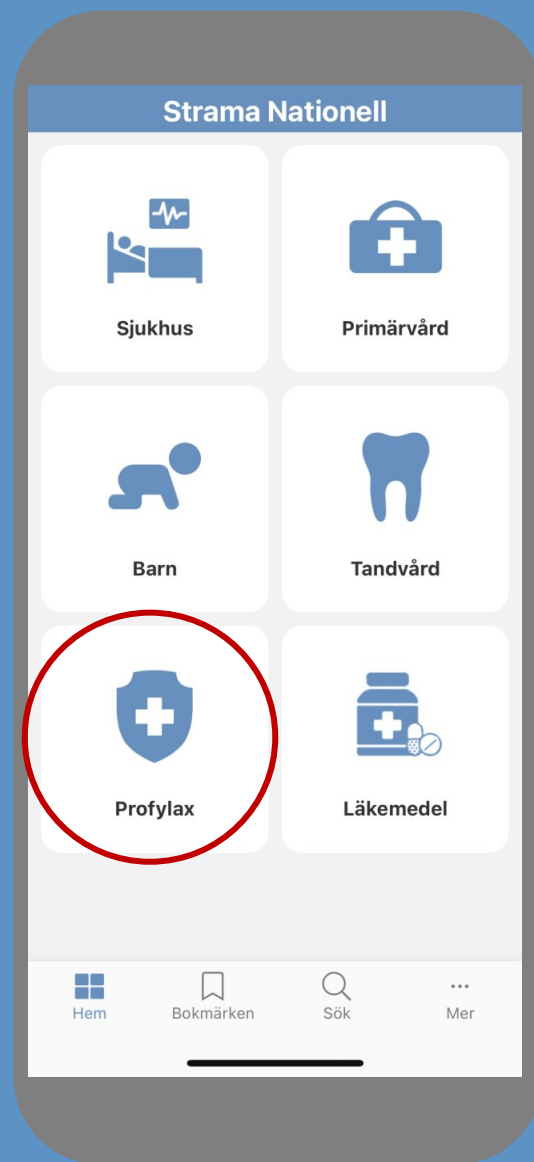 Strama Nationell
Sjukhus
Primärvård
Barn
Tandvård
Profylax
Läkemedel
Hem
Bokmärken
Sök
Mer